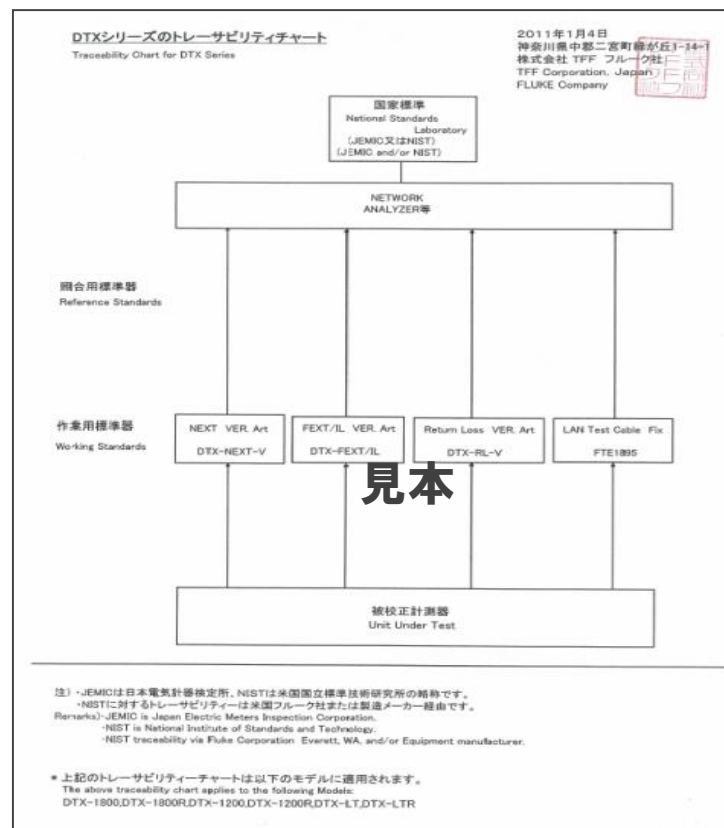 DTXシリーズのトレーサビリティチャート
Traceability Chart for DTX Series
2011年1月4日
神奈川県中郡二宮町緑が丘1-14-1
株式会社 TFF フルーク社
TFF Corporation, Japan
FLUKE Company
国家標準
National Standards
Laboratory
(JEMIC又はNIST)
(JEMIC and/or NIST)
NETWORK
ANALYZER等
照合用標準器
Reference Standards
作業用標準器
Working Standards
NEXT VER. Art
DTX-NEXT-V
FEXT/IL VER. Art
DTX-FEXT/IL
Return Loss VER. Art
DTX-RL-V
LAN Test Cable Fix
FTE1895
見本
被校正計測器
Unit Under Test
注)・JEMICは日本電気計器検定所、NISTは米国国立標準技術研究所の略称です。
・NISTに対するトレーサビリティーは米国フルーク社または製造メーカー経由です。
Remarks)・JEMIC is Japan Electric Meters Inspection Corporation.
・NIST is National Institute of Standards and Technology.
・NIST traceability via Fluke Corporation Everett, WA, and/or Equipment manufacturer.
* 上記のトレーサビリティーチャートは以下のモデルに適用されます。
The above traceability chart applies to the following Models:
DTX-1800,DTX-1800R,DTX-1200,DTX-1200R,DTX-LT,DTX-LTR